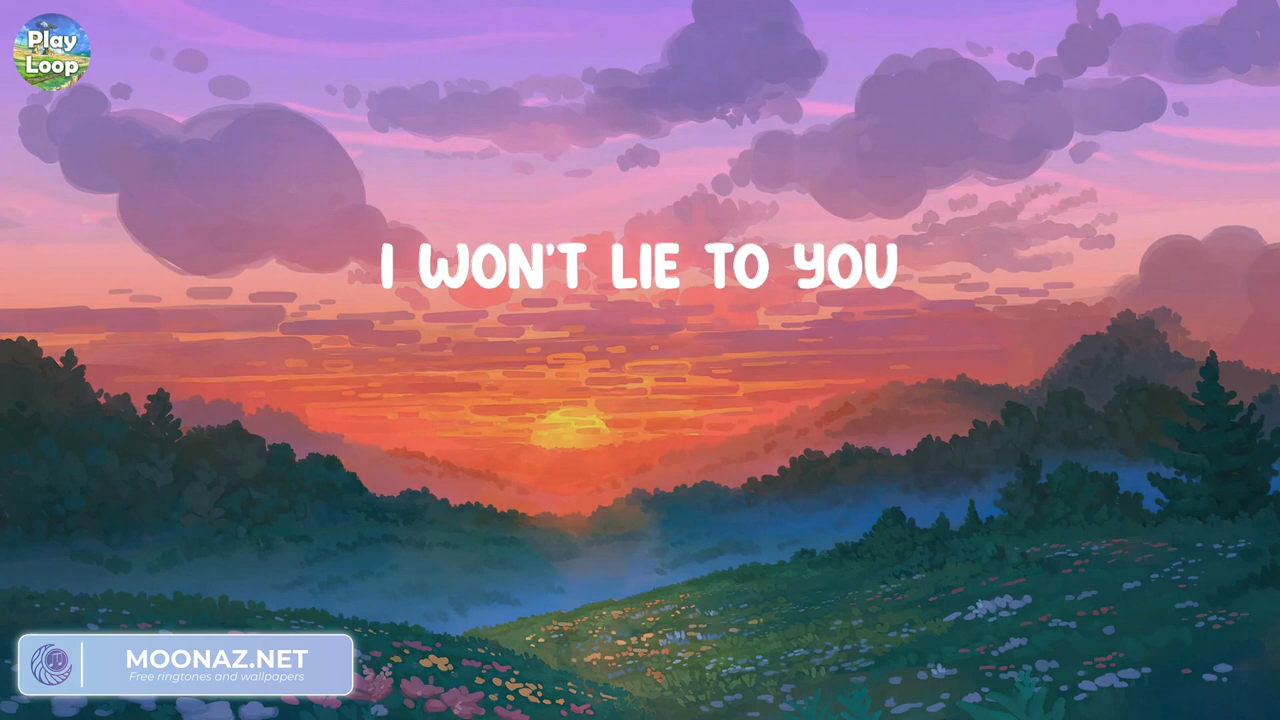 Play
Loop
I WON'T LIE TO YOU
MOONAZ.NET
Free ringtones and wallpapers